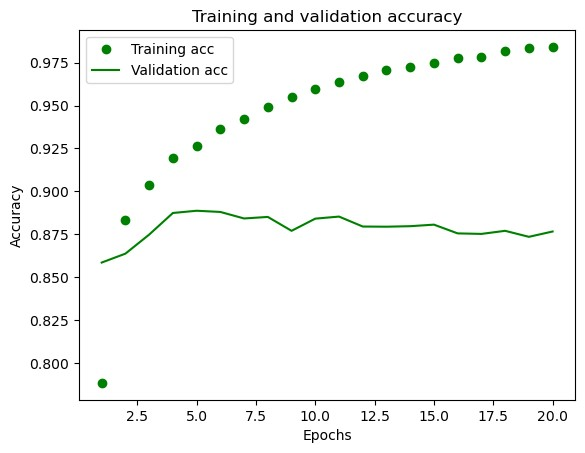 Training and validation accuracy
Training acc
Validation acc
0.975
0.950
0.925
0.900
0.875
0.850
0.825
0.800
Accuracy
2.5 5.0 7.5 10.0 12.5 15.0 17.5 20.0
Epochs